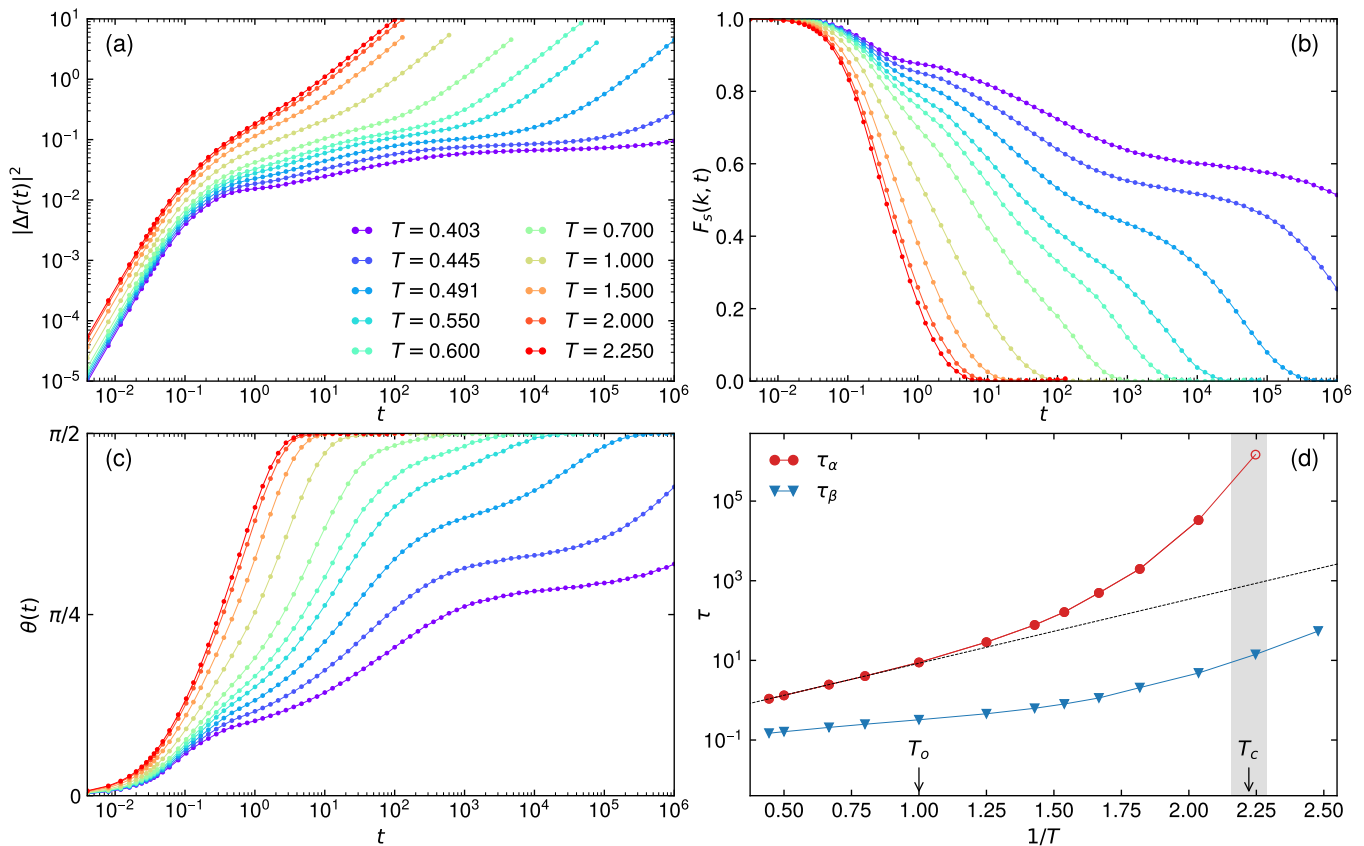 (a)
|Δr(t)|²
10¹
10⁰
10⁻¹
10⁻²
10⁻³
10⁻⁴
10⁻⁵
T = 0.403
T = 0.445
T = 0.491
T = 0.550
T = 0.600
T = 0.700
T = 1.000
T = 1.500
T = 2.000
T = 2.250
10⁻² 10⁻¹ 10⁰ 10¹ 10² 10³ 10⁴ 10⁵ 10⁶
t
(b)
Fₛ(k, t)
1.0
0.8
0.6
0.4
0.2
0.0
10⁻² 10⁻¹ 10⁰ 10¹ 10² 10³ 10⁴ 10⁵ 10⁶
t
(c)
θ(t)
π/2
π/4
0
10⁻² 10⁻¹ 10⁰ 10¹ 10² 10³ 10⁴ 10⁵ 10⁶
t
(d)
τ
τα
τβ
10⁵
10³
10¹
10⁻¹
Tₒ
T_c
0.50 0.75 1.00 1.25 1.50 1.75 2.00 2.25 2.50
1/T